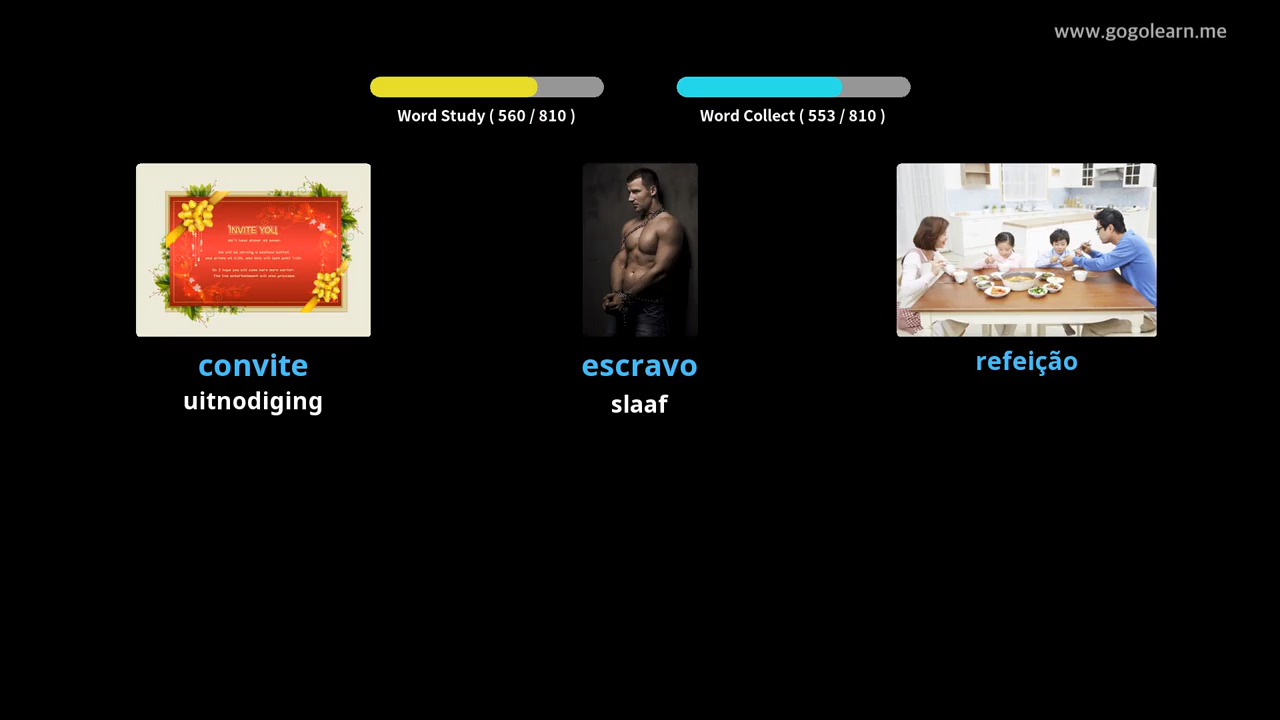 www.gogolearn.me
Word Study ( 560 / 810 )
Word Collect ( 553 / 810 )
INVITE YOU
convite
uitnodiging
escravo
slaaf
refeição